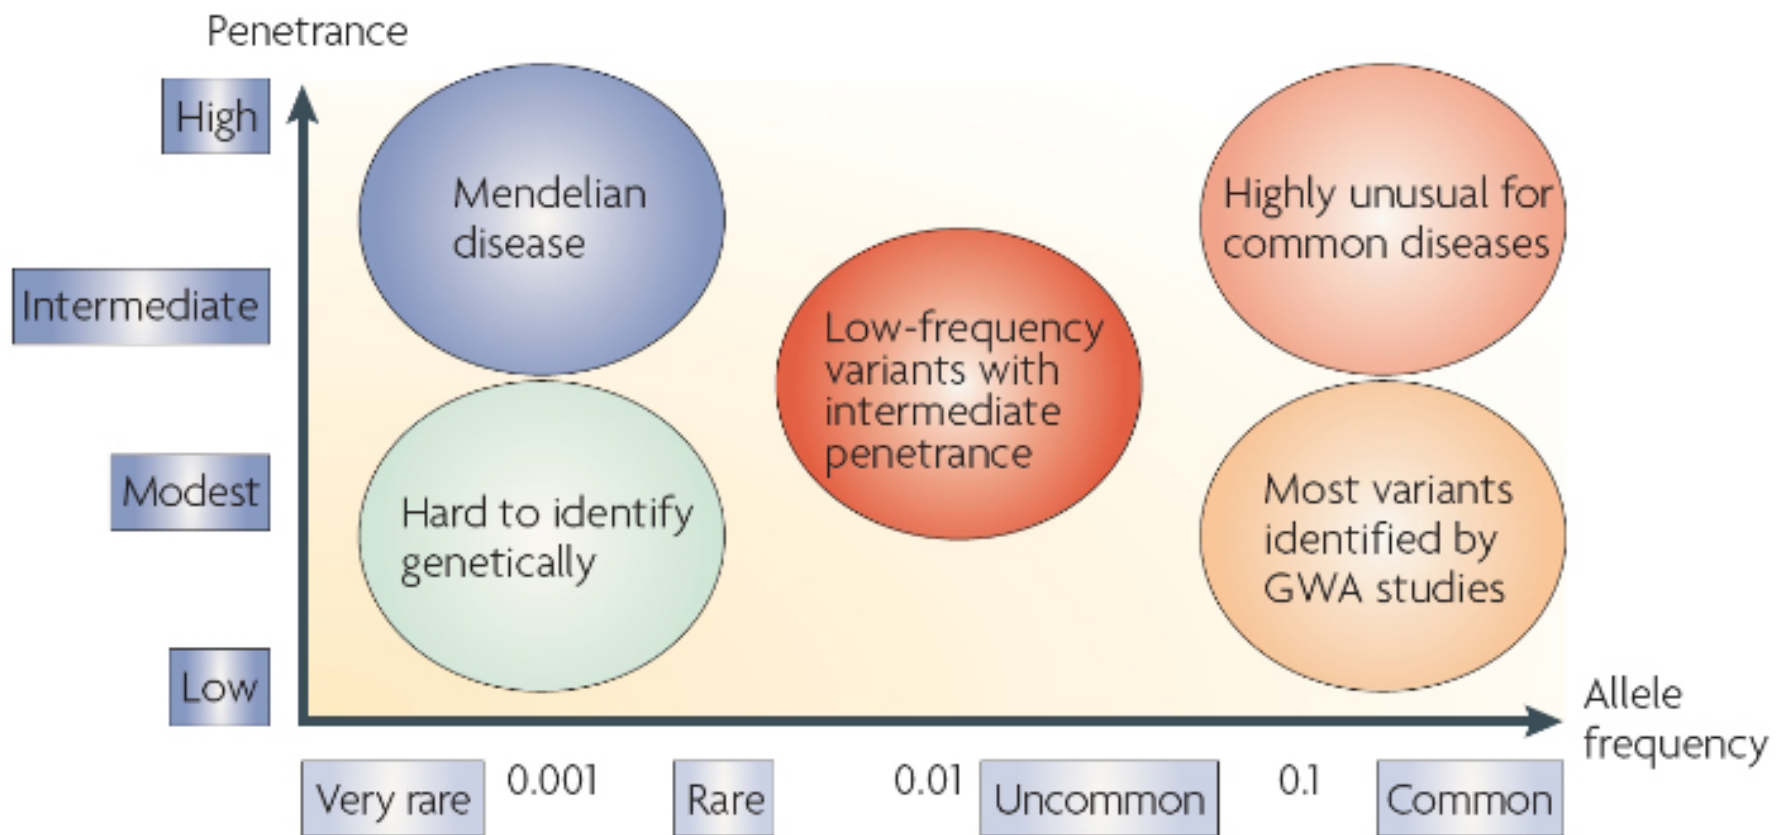 Penetrance
High
Intermediate
Modest
Low
Mendelian
disease
Hard to identify
genetically
Low-frequency
variants with
intermediate
penetrance
Highly unusual for
common diseases
Most variants
identified by
GWA studies
Allele
frequency
Very rare
0.001
Rare
0.01
Uncommon
0.1
Common